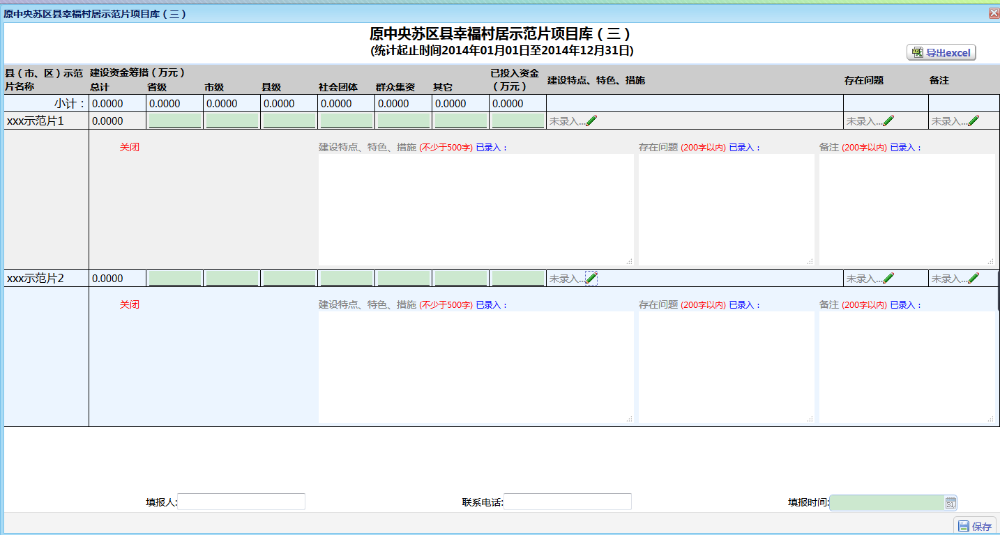 原中央苏区县幸福村居示范片项目库（三）
原中央苏区县幸福村居示范片项目库（三）
(统计起止时间2014年01月01日至2014年12月31日)
导出excel
县（市、区）示范片名称 建设资金筹措（万元） 已投入资金（万元） 建设特点、特色、措施 存在问题 备注
总计 省级 市级 县级 社会团体 群众集资 其它
小计： 0.0000 0.0000 0.0000 0.0000 0.0000 0.0000 0.0000 0.0000
xxx示范片1 0.0000 未录入... 未录入... 未录入...
关闭 建设特点、特色、措施 (不少于500字) 已录入： 存在问题 (200字以内) 已录入： 备注 (200字以内) 已录入：
xxx示范片2 0.0000 未录入... 未录入... 未录入...
关闭 建设特点、特色、措施 (不少于500字) 已录入： 存在问题 (200字以内) 已录入： 备注 (200字以内) 已录入：
填报人: 联系电话: 填报时间: 31
保存